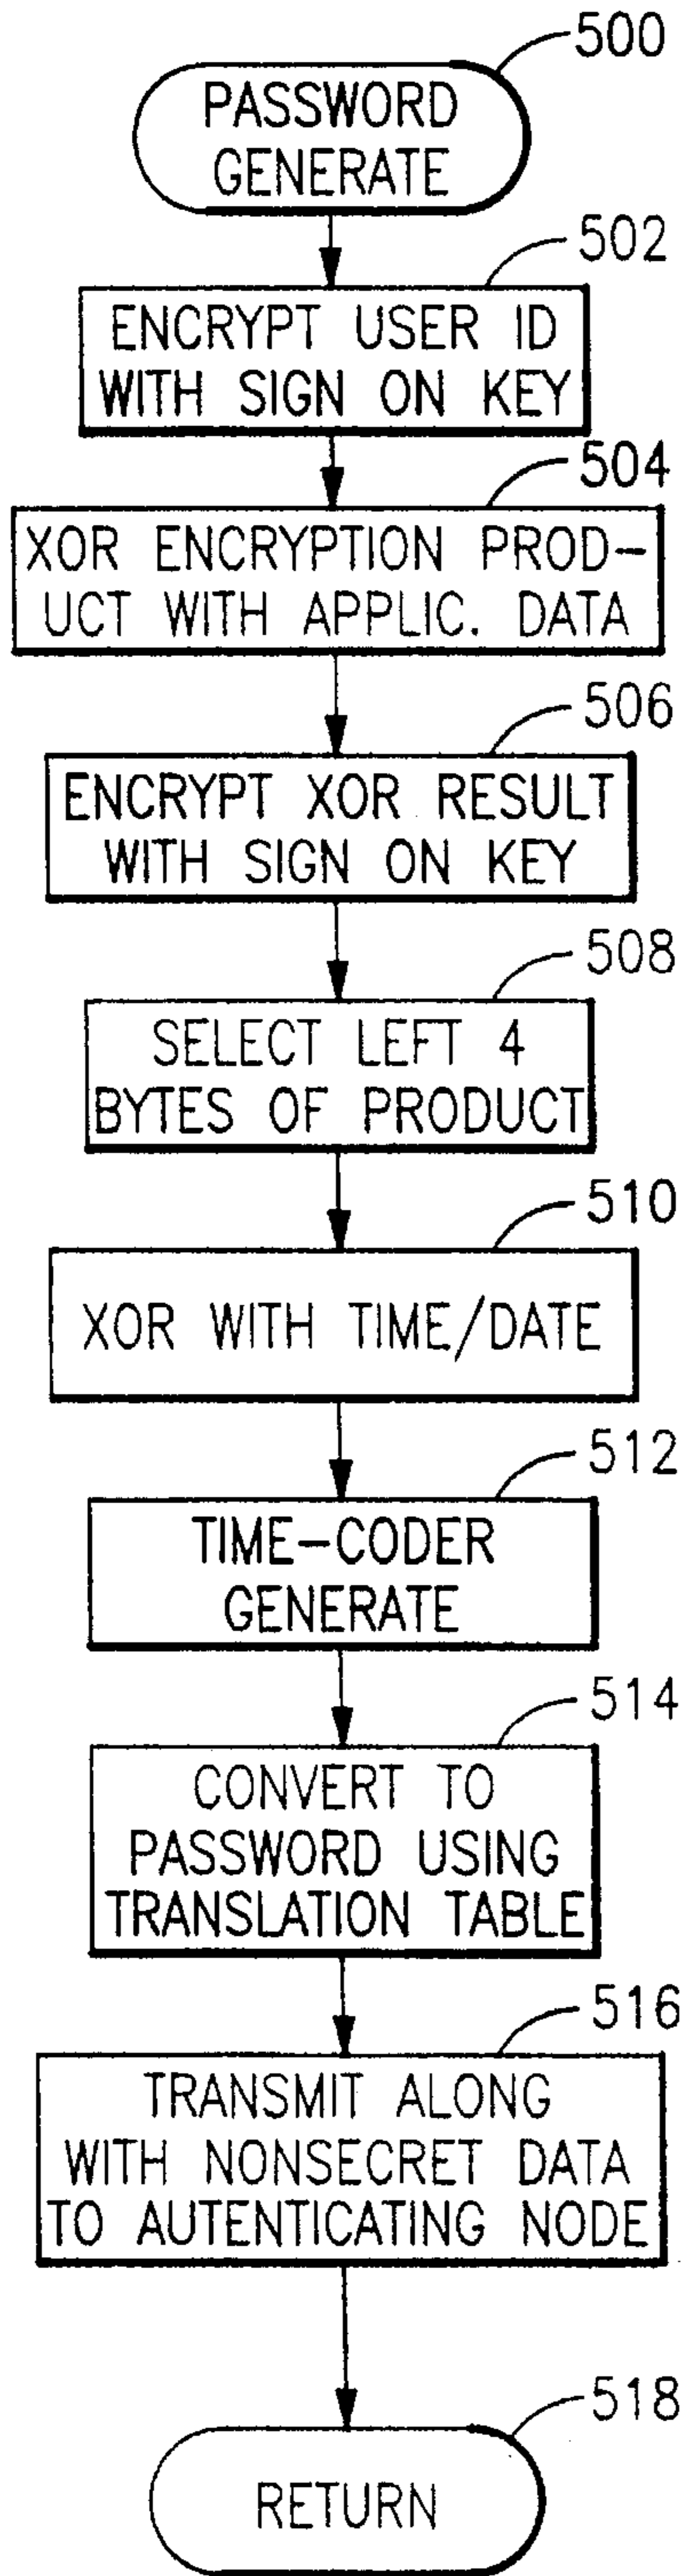 500
PASSWORD
GENERATE
502
ENCRYPT USER ID
WITH SIGN ON KEY
504
XOR ENCRYPTION PROD-
UCT WITH APPLIC. DATA
506
ENCRYPT XOR RESULT
WITH SIGN ON KEY
508
SELECT LEFT 4
BYTES OF PRODUCT
510
XOR WITH TIME/DATE
512
TIME-CODER
GENERATE
514
CONVERT TO
PASSWORD USING
TRANSLATION TABLE
516
TRANSMIT ALONG
WITH NONSECRET DATA
TO AUTENTICATING NODE
518
RETURN